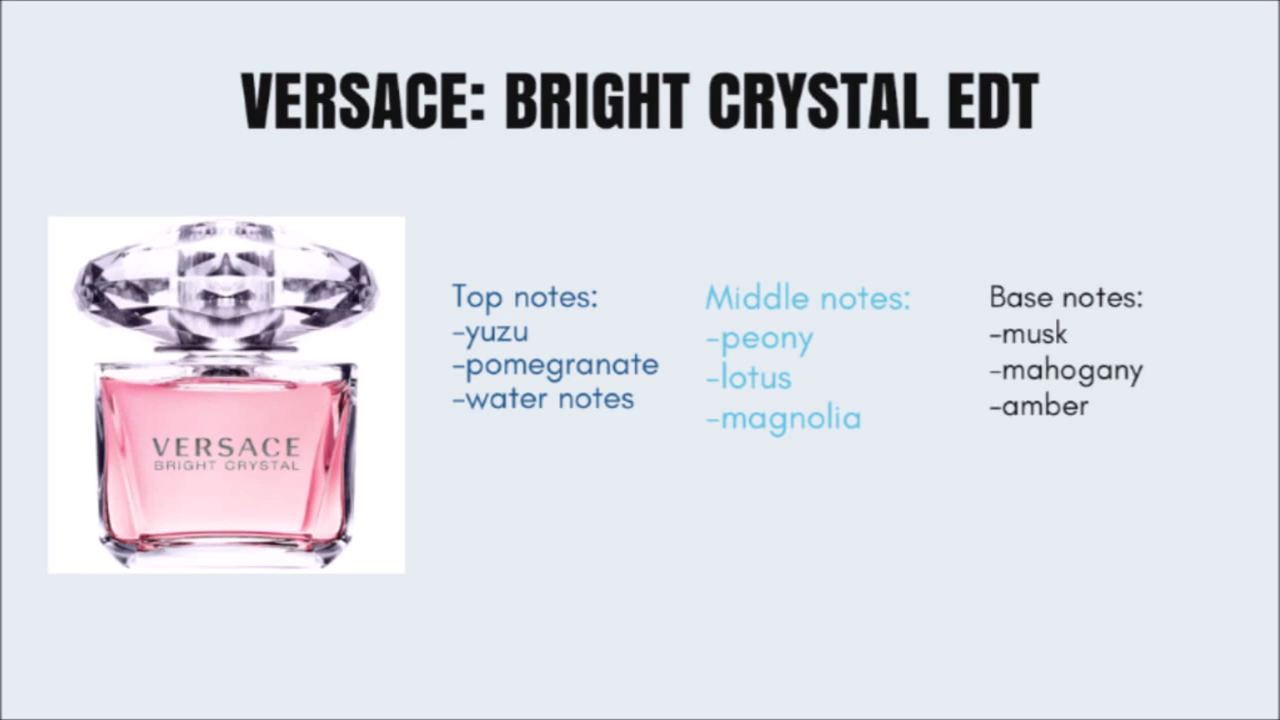 VERSACE: BRIGHT CRYSTAL EDT
VERSACE
BRIGHT CRYSTAL
Top notes:
-yuzu
-pomegranate
-water notes
Middle notes:
-peony
-lotus
-magnolia
Base notes:
-musk
-mahogany
-amber